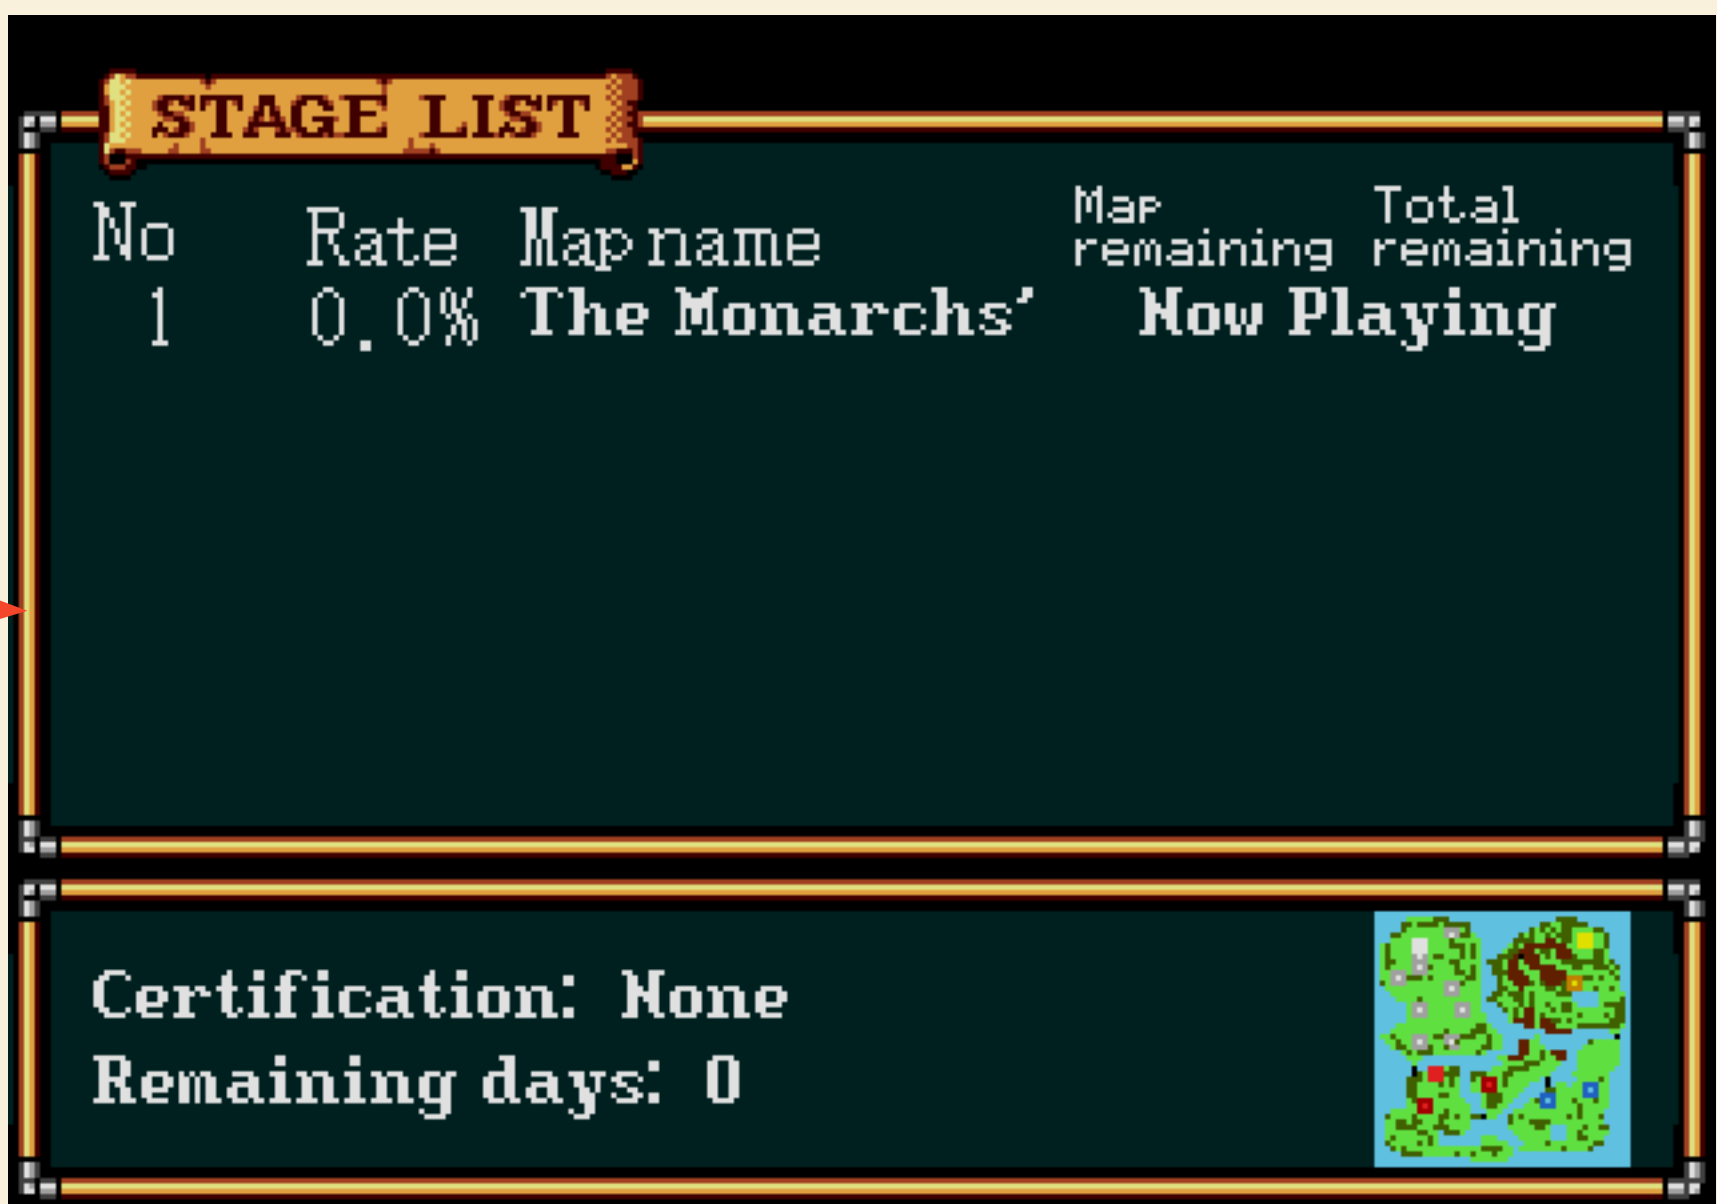 STAGE LIST
No Rate Map name Map remaining Total remaining
1 0.0% The Monarchs' Now Playing
Certification: None
Remaining days: 0